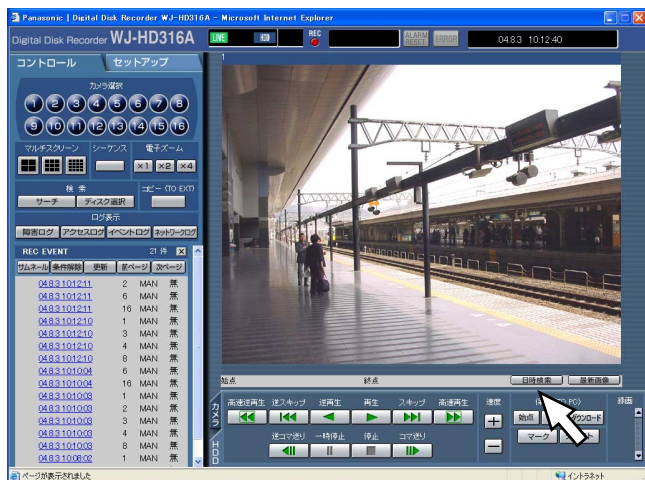 Panasonic | Digital Disk Recorder WJ-HD316A - Microsoft Internet Explorer
Digital Disk Recorder WJ-HD316A
LIVE HDD REC ALARM RESET ERROR 04.8.3 10:12:40
コントロール セットアップ
カメラ選択
1 2 3 4 5 6 7 8
9 10 11 12 13 14 15 16
マルチスクリーン シーケンス 電子ズーム
×1 ×2 ×4
検 索 コピー (TO EXT)
サーチ ディスク選択
ログ表示
障害ログ アクセスログ イベントログ ネットワークログ
REC EVENT 21 件 X
サムネール 条件解除 更新 前ページ 次ページ
04.8.3 10:12:11 2 MAN 無
04.8.3 10:12:11 6 MAN 無
04.8.3 10:12:11 16 MAN 無
04.8.3 10:12:10 1 MAN 無
04.8.3 10:12:10 3 MAN 無
04.8.3 10:12:10 4 MAN 無
04.8.3 10:12:10 8 MAN 無
04.8.3 10:10:04 6 MAN 無
04.8.3 10:10:04 16 MAN 無
04.8.3 10:10:03 1 MAN 無
04.8.3 10:10:03 2 MAN 無
04.8.3 10:10:03 3 MAN 無
04.8.3 10:10:03 4 MAN 無
04.8.3 10:10:03 8 MAN 無
04.8.3 10:08:02 1 MAN 無
1
始点 終点 日時検索 最新画像
カメラ
HDD
高速逆再生 逆スキップ 逆再生 再生 スキップ 高速再生 速度 PC) 録画
始点 ダウンロード
逆コマ送り 一時停止 停止 コマ送り
マーク
ページが表示されました
イントラネット